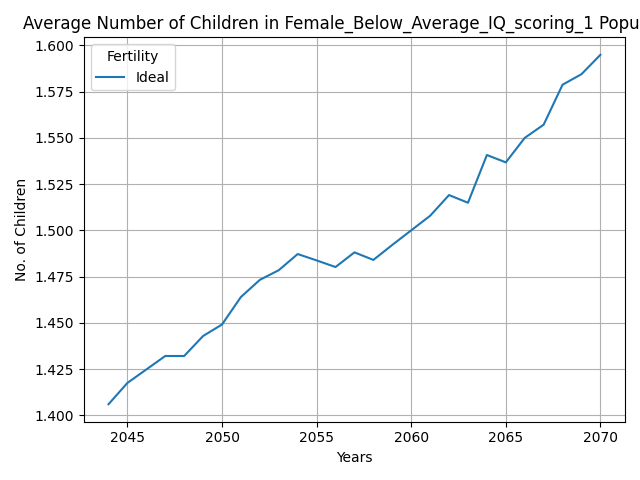 Average Number of Children in Female_Below_Average_IQ_scoring_1 Popu
Fertility
Ideal
No. of Children
1.600
1.575
1.550
1.525
1.500
1.475
1.450
1.425
1.400
2045 2050 2055 2060 2065 2070
Years